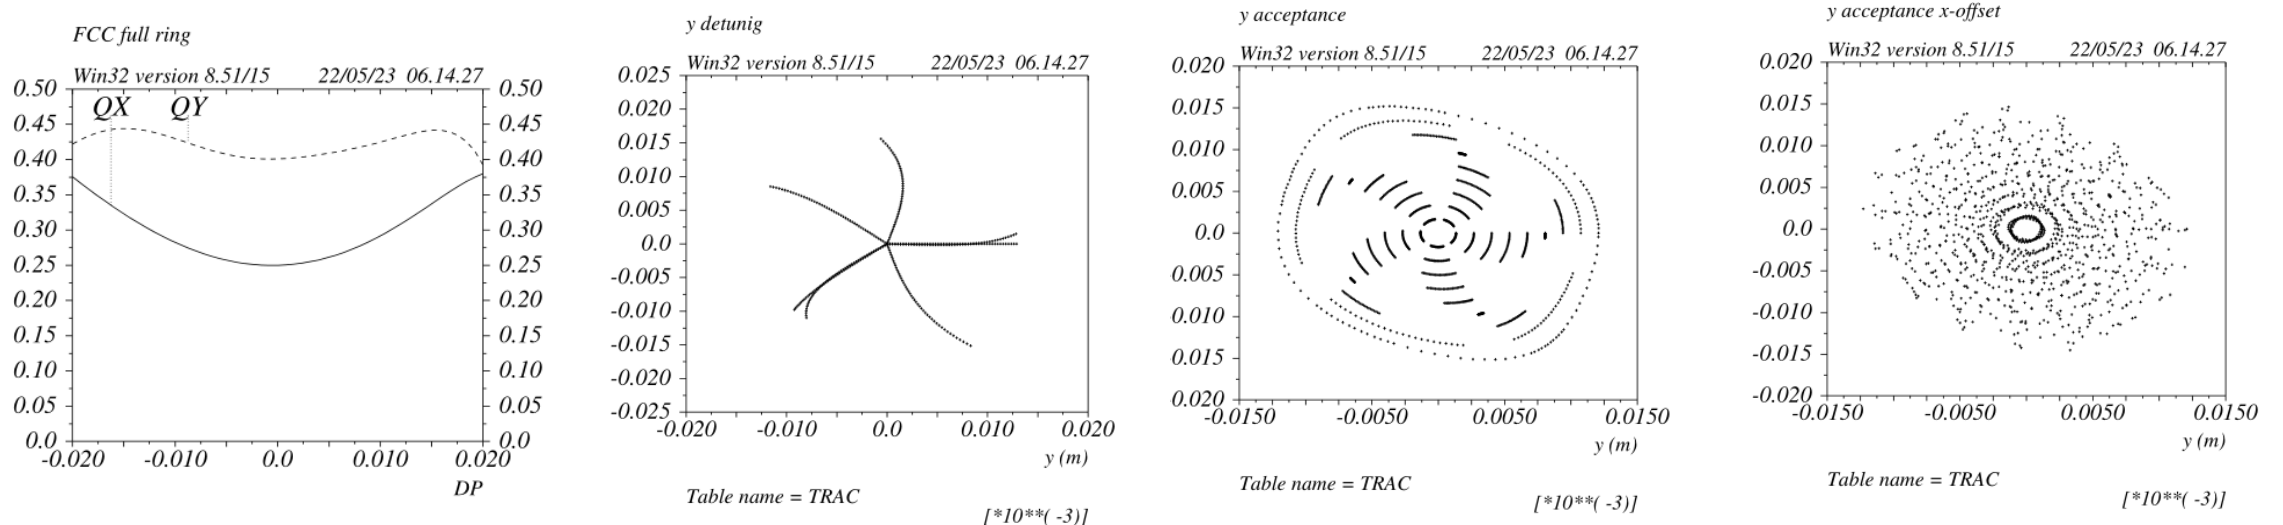 FCC full ring
Win32 version 8.51/15 22/05/23 06.14.27
0.50 0.50
QX QY
0.45 0.45
0.40 0.40
0.35 0.35
0.30 0.30
0.25 0.25
0.20 0.20
0.15 0.15
0.10 0.10
0.05 0.05
0.0 0.0
-0.020 -0.010 0.0 0.010 0.020
DP
y detunig
Win32 version 8.51/15 22/05/23 06.14.27
0.025
0.020
0.015
0.010
0.005
0.0
-0.005
-0.010
-0.015
-0.020
-0.025
-0.020 -0.010 0.0 0.010 0.020
y (m)
Table name = TRAC
[*10**( -3)]
y acceptance
Win32 version 8.51/15 22/05/23 06.14.27
0.020
0.015
0.010
0.005
0.0
0.005
0.010
0.015
0.020
-0.0150 -0.0050 0.0050 0.0150
y (m)
Table name = TRAC
[*10**( -3)]
y acceptance x-offset
Win32 version 8.51/15 22/05/23 06.14.27
0.020
0.015
0.010
0.005
0.0
-0.005
-0.010
-0.015
-0.020
-0.0150 -0.0050 0.0050 0.0150
y (m)
Table name = TRAC
[*10**( -3)]